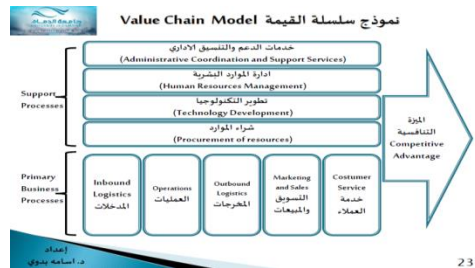 Value Chain Model نموذج سلسلة القيمة
خدمات الدعم والتنسيق الاداري
(Administrative Coordination and Support Services)
ادارة الموارد البشرية
(Human Resources Management)
تطوير التكنولوجيا
(Technology Development)
شراء الموارد
(Procurement of resources)
Support
Processes
الميزة
التنافسية
Competitive
Advantage
Primary
Business
Processes
Inbound
Logistics
المدخلات
Operations
العمليات
Outbound
Logistics
المخرجات
Marketing
and Sales
التسويق
والمبيعات
Costumer
Service
خدمة
العملاء
إعداد
د. اسامه بدوي
23